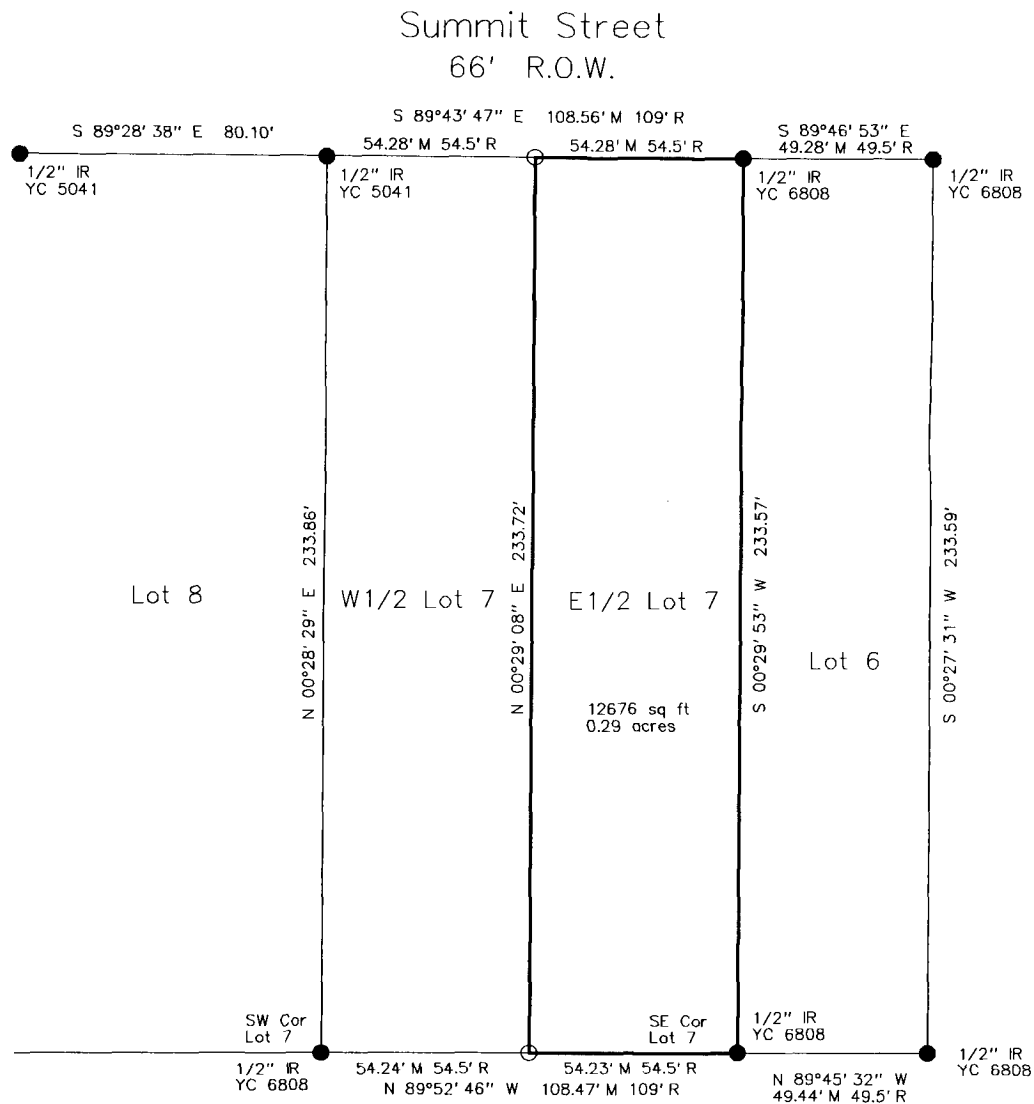 Summit Street
66' R.O.W.
S 89°28' 38" E 80.10'
S 89°43' 47" E 108.56' M 109' R
54.28' M 54.5' R
54.28' M 54.5' R
S 89°46' 53" E
49.28' M 49.5' R
1/2" IR
YC 5041
1/2" IR
YC 5041
1/2" IR
YC 6808
1/2" IR
YC 6808
N 00°28' 29" E 233.86'
N 00°29' 08" E 233.72'
S 00°29' 53" W 233.57'
S 00°27' 31" W 233.59'
Lot 8
W1/2 Lot 7
E1/2 Lot 7
Lot 6
12676 sq ft
0.29 acres
SW Cor
Lot 7
SE Cor
Lot 7
1/2" IR
YC 6808
1/2" IR
YC 6808
54.24' M 54.5' R
54.23' M 54.5' R
N 89°52' 46" W 108.47' M 109' R
N 89°45' 32" W
49.44' M 49.5' R
1/2" IR
YC 6808